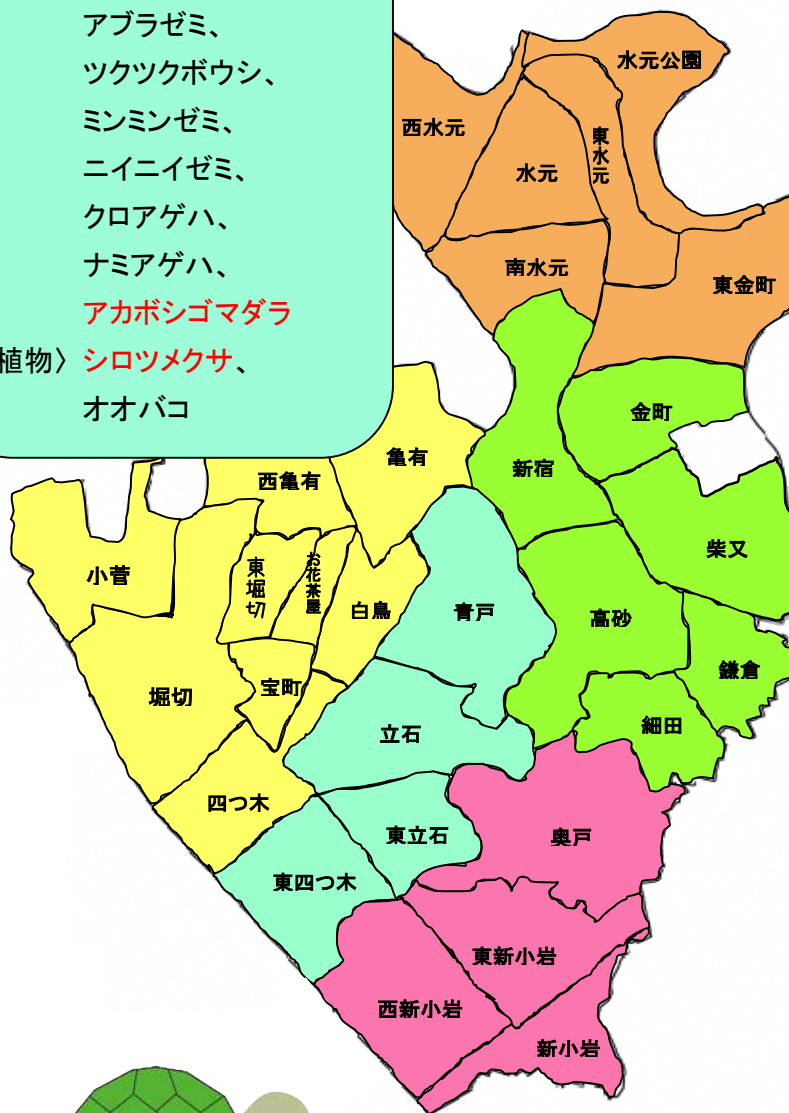 アブラゼミ、
ツクツクボウシ、
ミンミンゼミ、
ニイニイゼミ、
クロアゲハ、
ナミアゲハ、
アカボシゴマダラ
植物〉シロツメクサ、
オオバコ
水元公園
西水元
東水元
水元
南水元
東金町
金町
亀有
新宿
西亀有
柴又
小菅
東堀切
お花茶屋
白鳥
青戸
高砂
鎌倉
宝町
堀切
細田
立石
四つ木
東立石
奥戸
東四つ木
東新小岩
西新小岩
新小岩